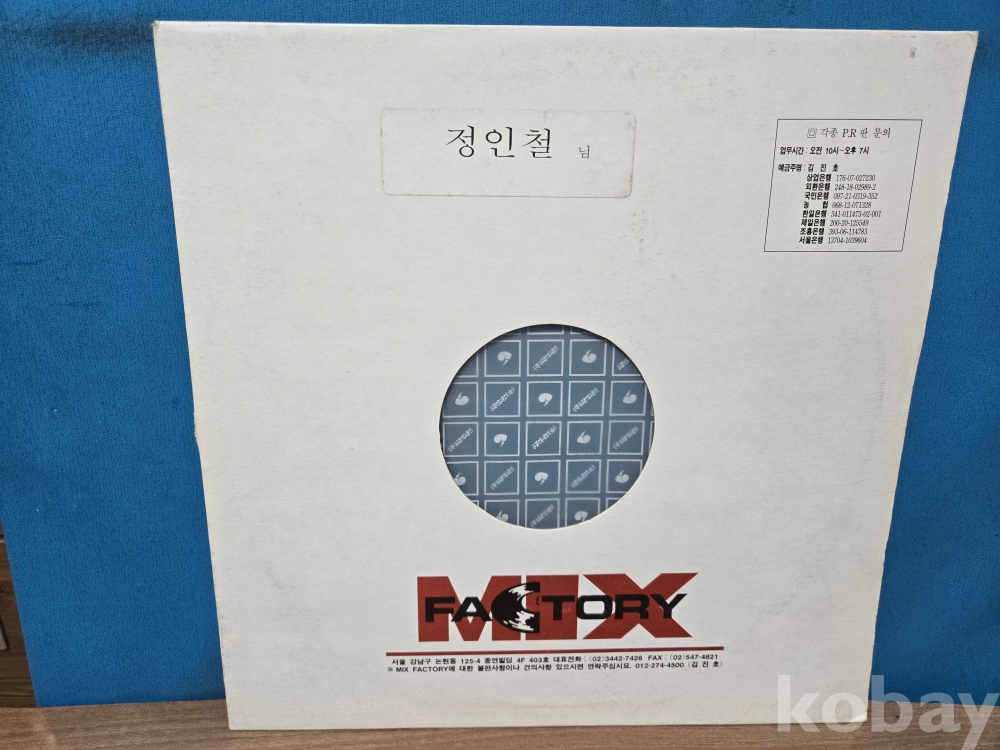 정인철 님
回 각종 P.R 판 문의
업무시간 : 오전 10시-오후 7시
예금주명 : 김 진 호
상업은행 176-07-027230
외환은행 248-18-02989-2
국민은행 097-21-0319-352
농 협 068-12-071328
한일은행 341-011473-02-001
제일은행 200-20-125549
조흥은행 393-06-114783
서울은행 13704-1039604
MIX
FACTORY
서울 강남구 논현동 125-4 중연빌딩 4F 403호 대표전화 : (02)3442-7426 FAX : (02)547-4821
※ MIX FACTORY에 대한 불편사항이나 건의사항 있으시면 연락주십시요. 012-274-4500 (김 진 호)
kobay